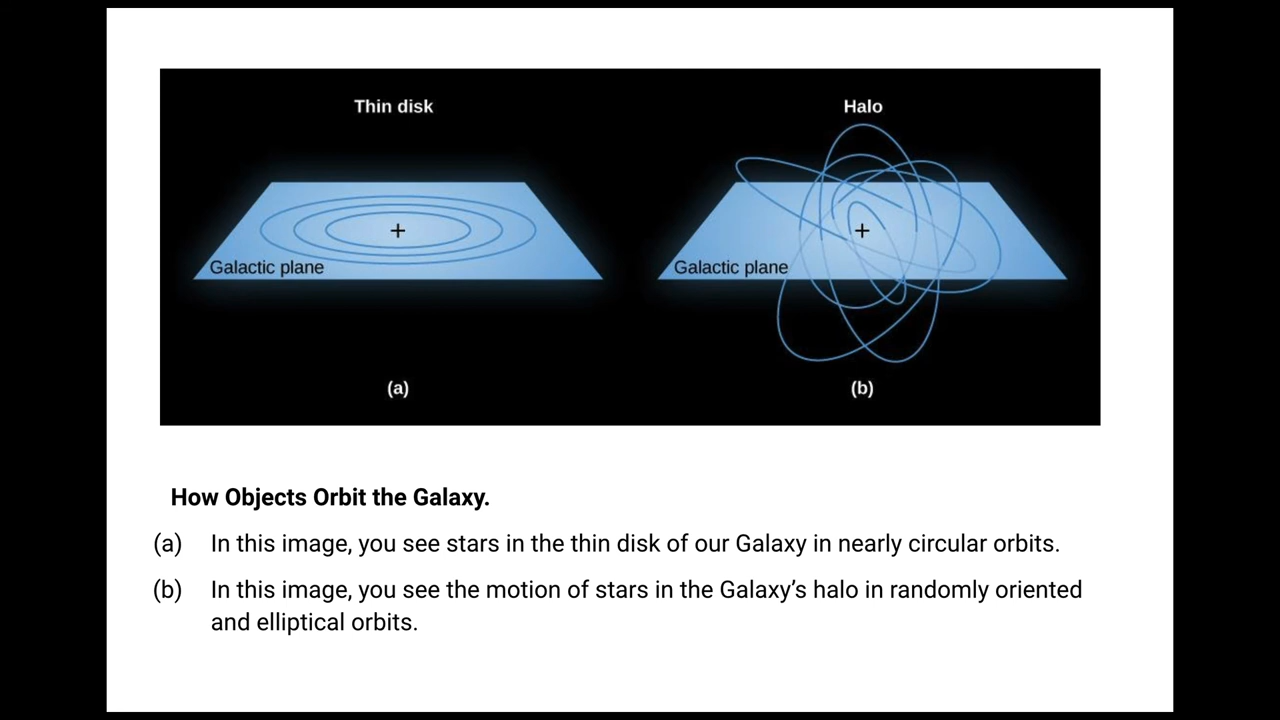 Thin disk
Halo
+
+
Galactic plane
Galactic plane
(a)
(b)
How Objects Orbit the Galaxy.
(a) In this image, you see stars in the thin disk of our Galaxy in nearly circular orbits.
(b) In this image, you see the motion of stars in the Galaxy’s halo in randomly oriented
and elliptical orbits.